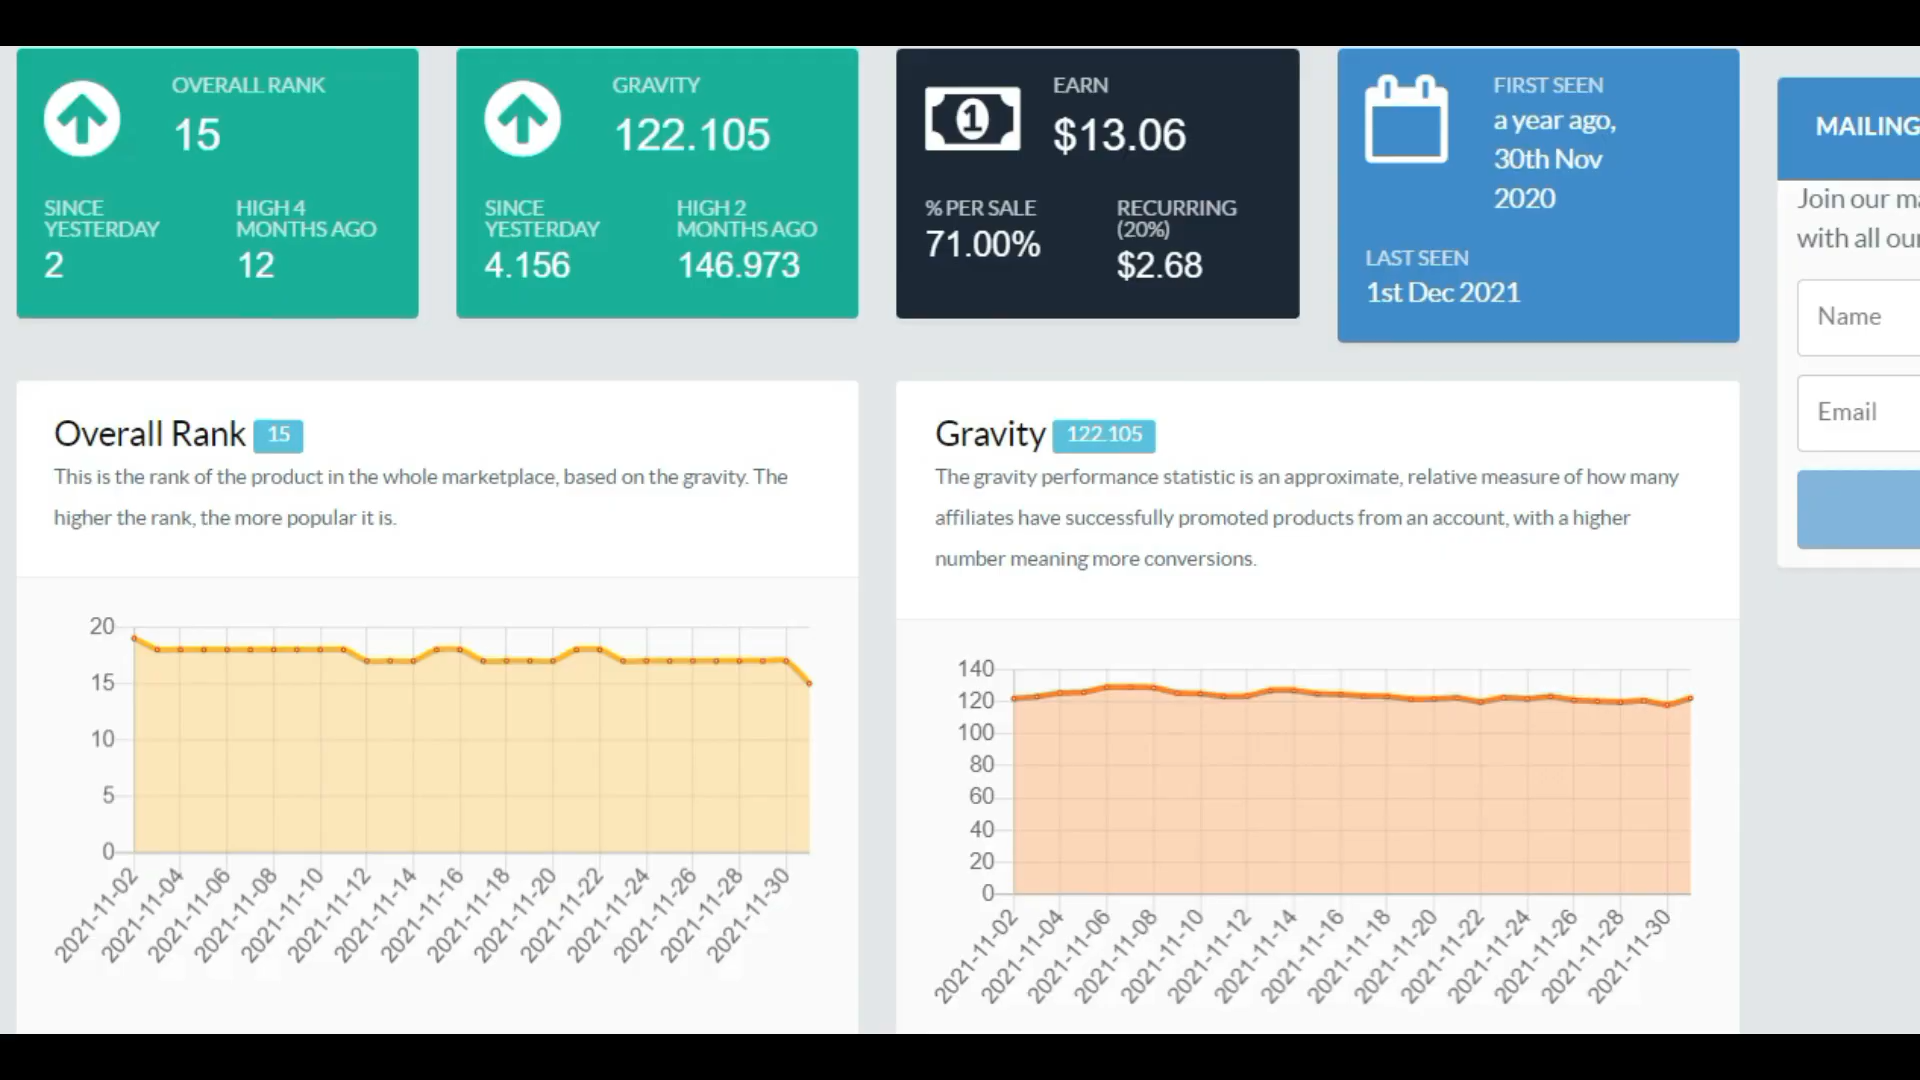 OVERALL RANK
15
SINCE
YESTERDAY
2
HIGH 4
MONTHS AGO
12
GRAVITY
122.105
SINCE
YESTERDAY
4.156
HIGH 2
MONTHS AGO
146.973
1
EARN
$13.06
% PER SALE
71.00%
RECURRING
(20%)
$2.68
FIRST SEEN
a year ago,
30th Nov
2020
LAST SEEN
1st Dec 2021
MAILING
Join our
with all
Name
Email
Overall Rank 15
This is the rank of the product in the whole marketplace, based on the gravity. The
higher the rank, the more popular it is.
20
15
10
5
0
2021-11-02
2021-11-04
2021-11-06
2021-11-08
2021-11-10
2021-11-12
2021-11-14
2021-11-16
2021-11-18
2021-11-20
2021-11-22
2021-11-24
2021-11-26
2021-11-28
2021-11-30
Gravity 122.105
The gravity performance statistic is an approximate, relative measure of how many
affiliates have successfully promoted products from an account, with a higher
number meaning more conversions.
140
120
100
80
60
40
20
0
2021-11-02
2021-11-04
2021-11-06
2021-11-08
2021-11-10
2021-11-12
2021-11-14
2021-11-16
2021-11-18
2021-11-20
2021-11-22
2021-11-24
2021-11-26
2021-11-28
2021-11-30